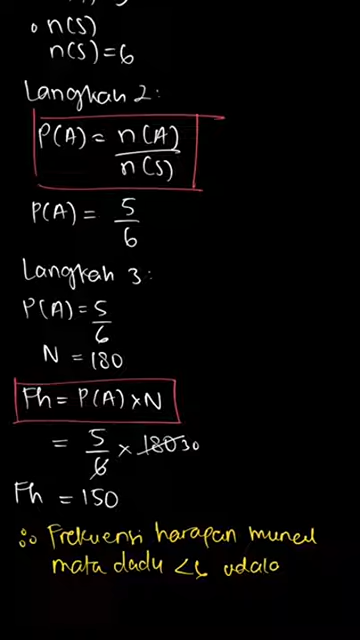 n(S)
n(S) = 6
Langkah 2:
P(A) = n(A)
n(S)
P(A) = 5
6
Langkah 3:
P(A) = 5
6
N = 180
Fh = P(A) × N
= 5 × 180 30
6
Fh = 150
∴ Frekuensi harapan muncul
mata dadu < 6 adala